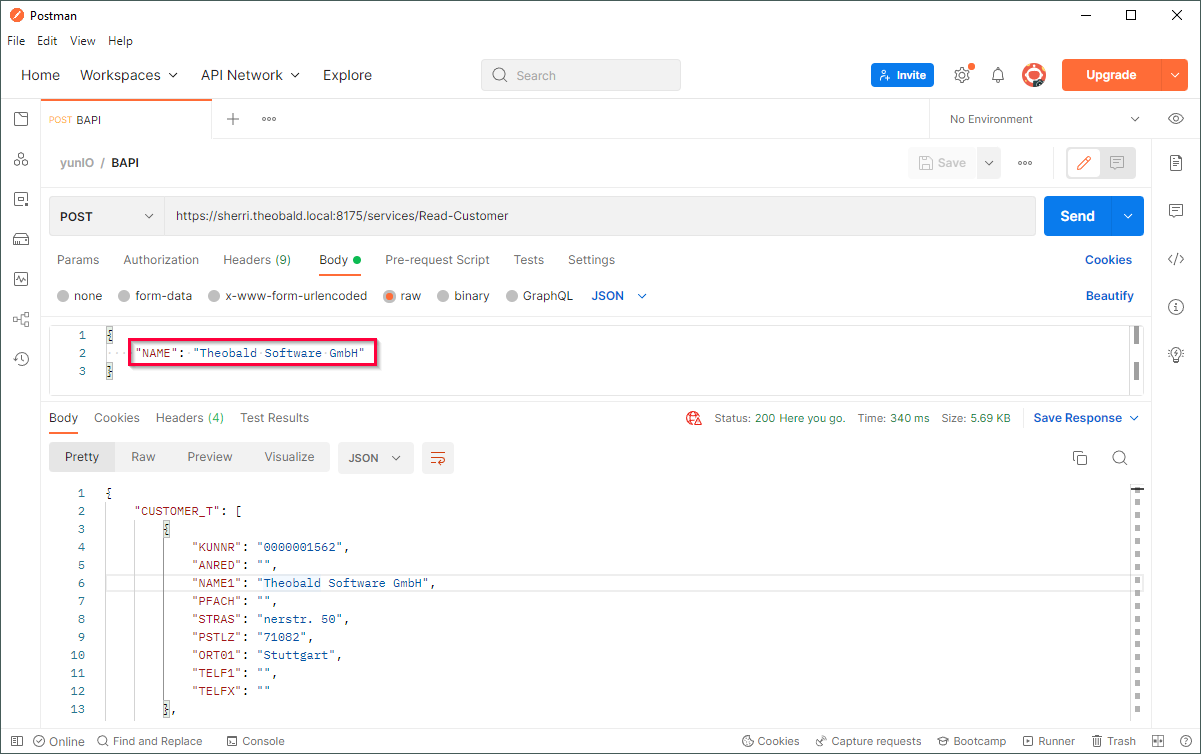 Postman
File Edit View Help
Home Workspaces API Network Explore Search Invite Upgrade
POST BAPI No Environment
yunIO / BAPI Save
POST https://sherri.theobald.local:8175/services/Read-Customer Send
Params Authorization Headers (9) Body Pre-request Script Tests Settings Cookies
none form-data x-www-form-urlencoded raw binary GraphQL JSON Beautify
1 {
2 "NAME": "Theobald Software GmbH"
3 }
Body Cookies Headers (4) Test Results Status: 200 Here you go. Time: 340 ms Size: 5.69 KB Save Response
Pretty Raw Preview Visualize JSON
1 {
2 "CUSTOMER_T": [
3 {
4 "KUNNR": "0000001562",
5 "ANRED": "",
6 "NAME1": "Theobald Software GmbH",
7 "PFACH": "",
8 "STRAS": "nerstr. 50",
9 "PSTLZ": "71082",
10 "ORT01": "Stuttgart",
11 "TELF1": "",
12 "TELFX": ""
13 },
Online Find and Replace Console Cookies Capture requests Bootcamp Runner Trash